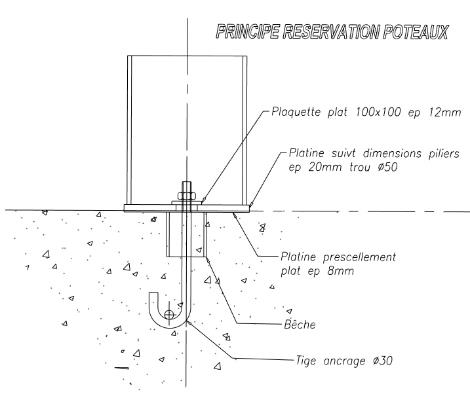 PRINCIPE RESERVATION POTEAUX
Plaquette plat 100x100 ep 12mm
Platine suivt dimensions piliers
ep 20mm trou Ø50
Platine prescellement
plat ep 8mm
Bêche
Tige ancrage Ø30